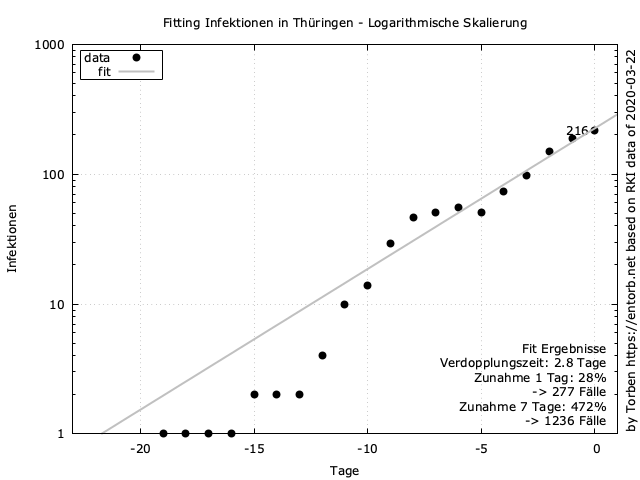 Fitting Infektionen in Thüringen - Logarithmische Skalierung
1000
data
fit
216
100
10
1
Infektionen
Fit Ergebnisse
Verdopplungszeit: 2.8 Tage
Zunahme 1 Tag: 28%
-> 277 Fälle
Zunahme 7 Tage: 472%
-> 1236 Fälle
-20 -15 -10 -5 0
Tage
by Torben https://entorb.net based on RKI data of 2020-03-22